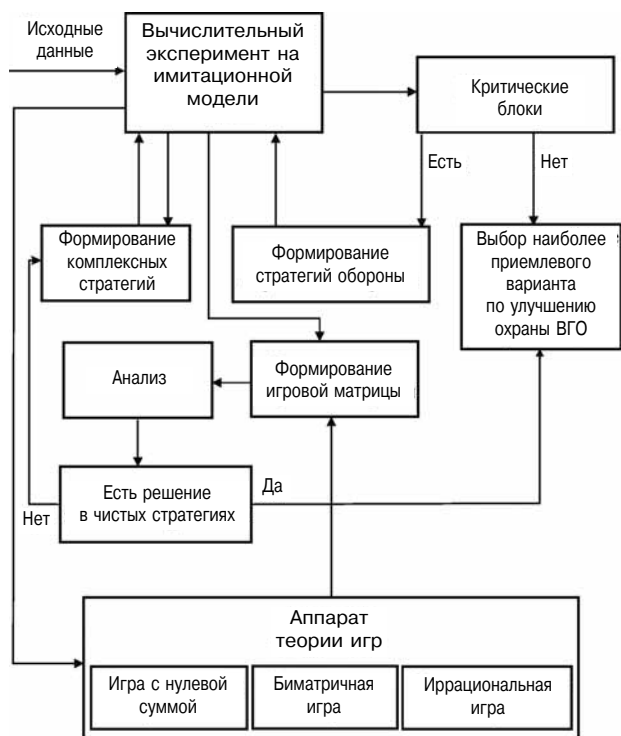 Исходные
данные
Вычислительный
эксперимент на
имитационной
модели
Критические
блоки
Есть
Нет
Формирование
комплексных
стратегий
Формирование
стратегий обороны
Выбор наиболее
приемлевого
варианта
по улучшению
охраны ВГО
Анализ
Формирование
игровой матрицы
Есть решение
в чистых стратегиях
Да
Нет
Аппарат
теории игр
Игра с нулевой
суммой
Биматричная
игра
Иррациональная
игра